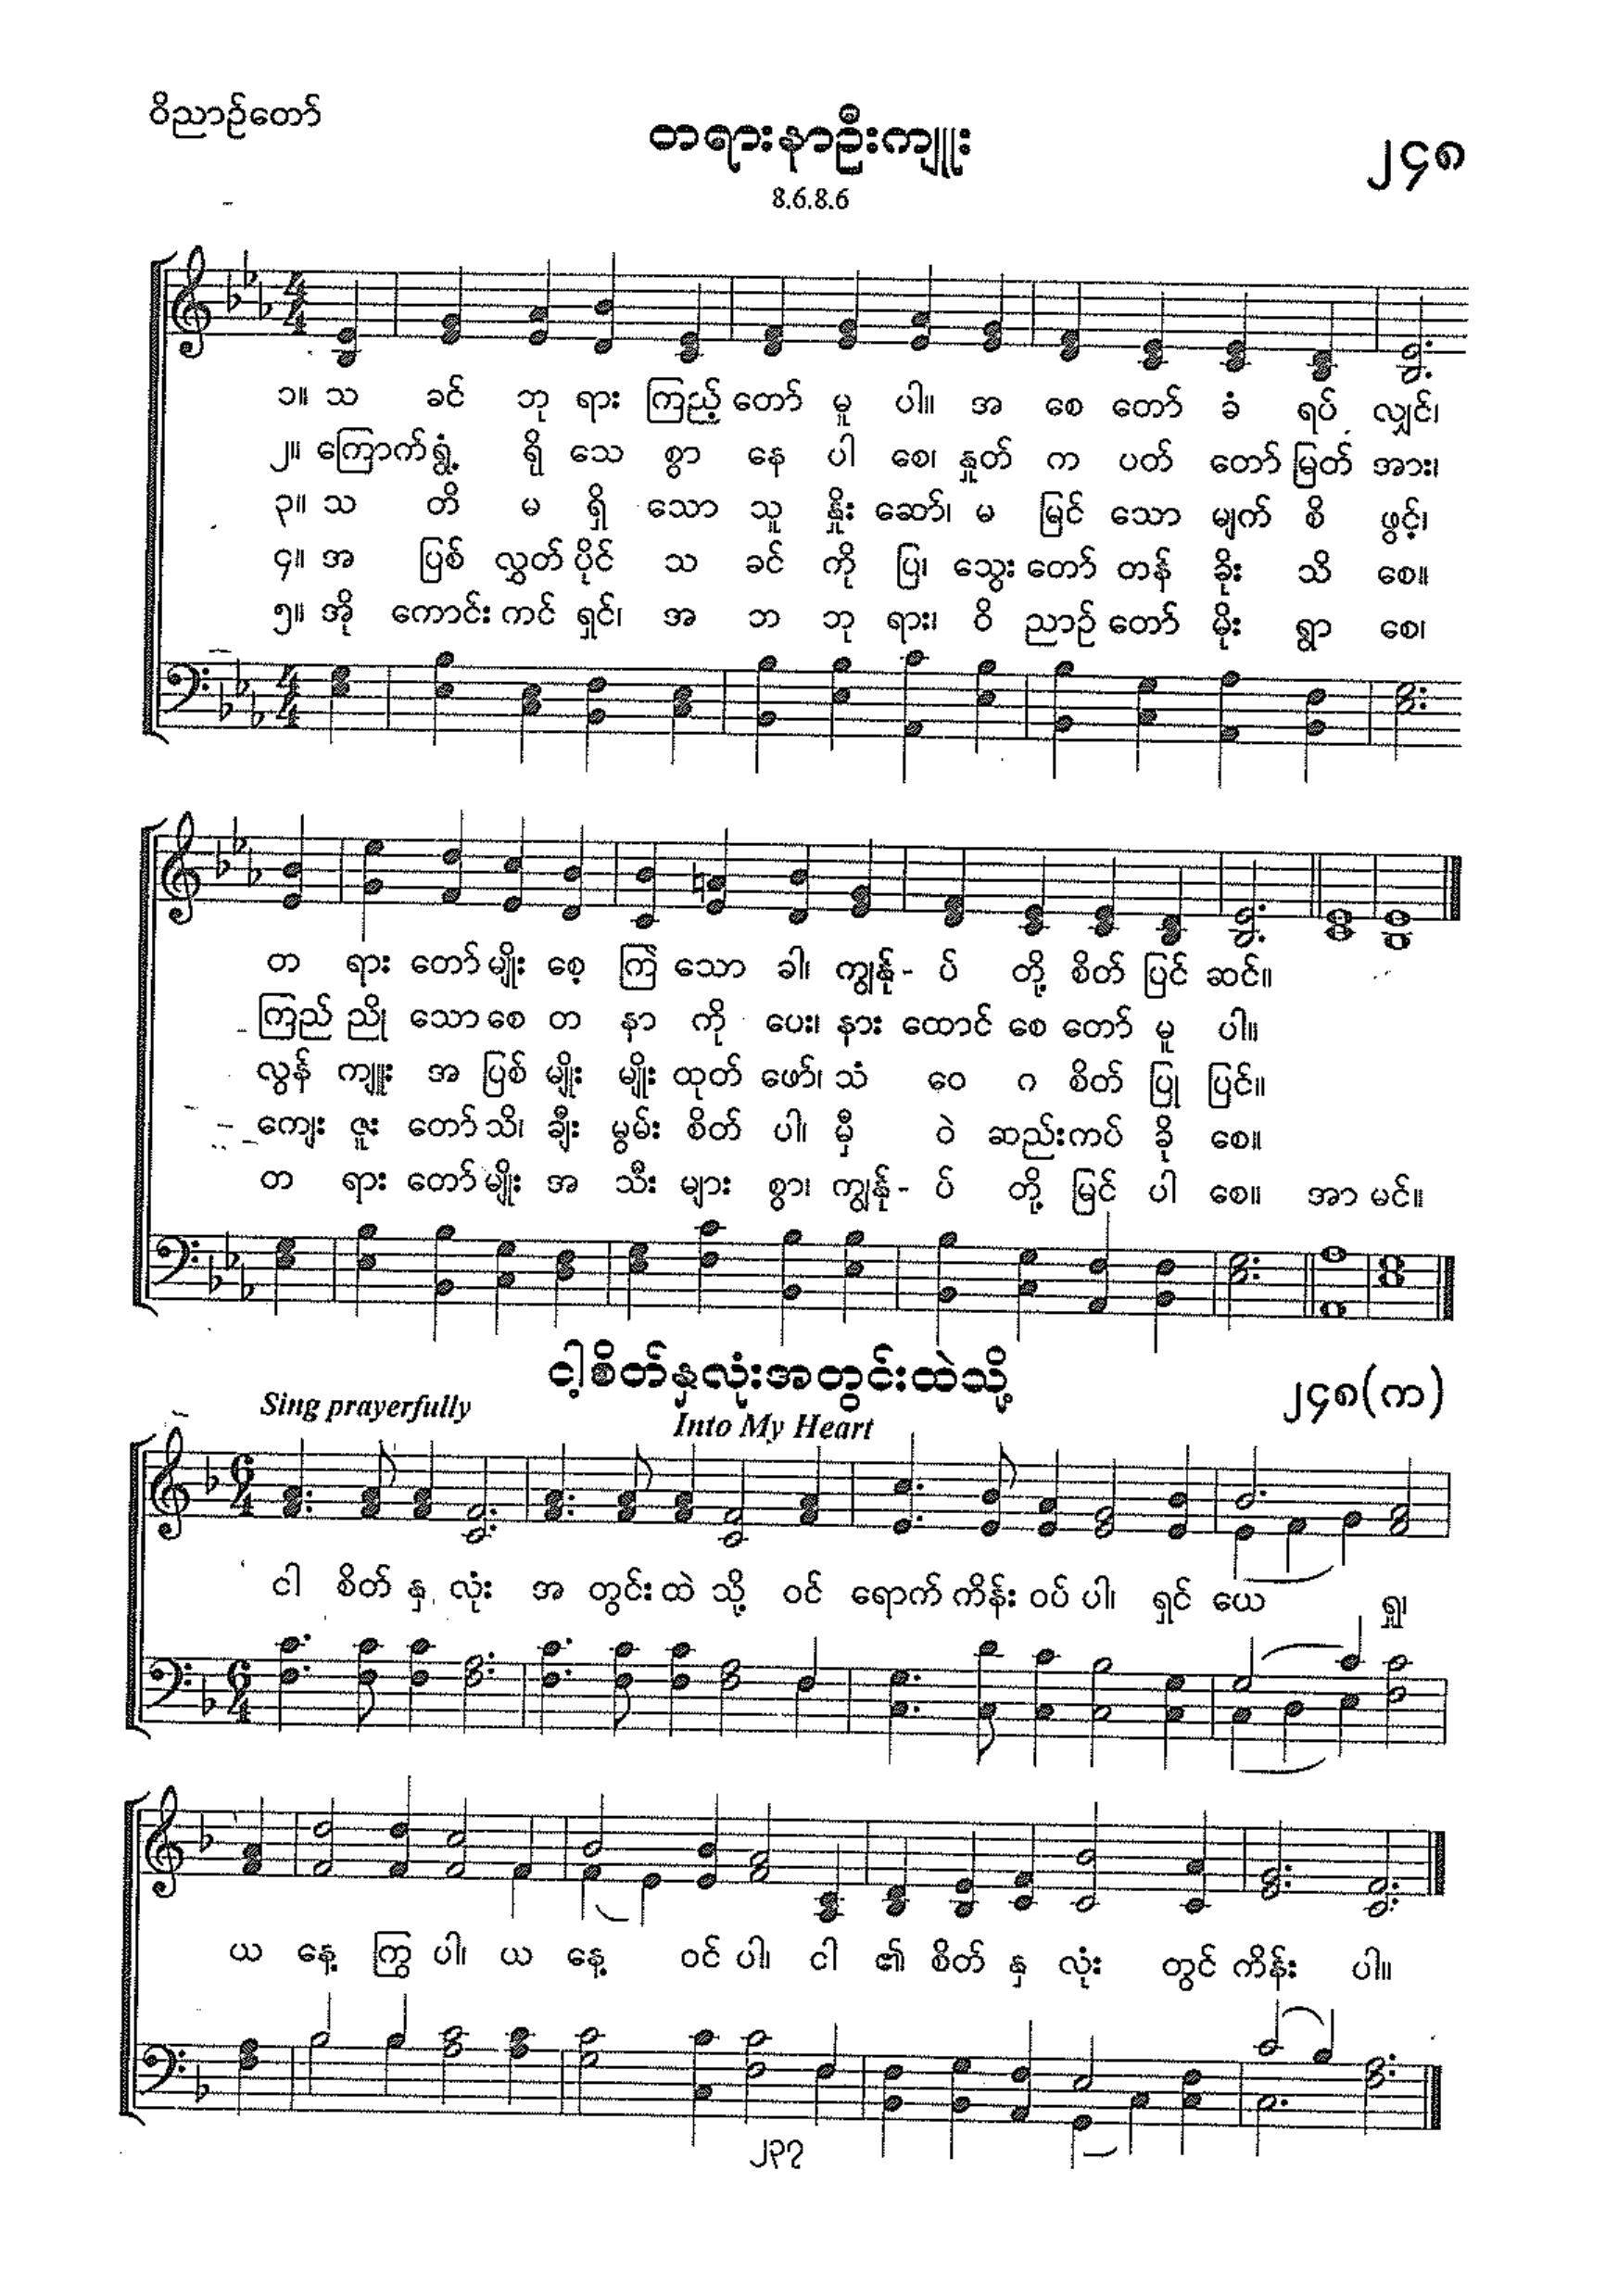 ဝိညာဉ်တော်
တရားနာဦးကျူး
၂၄၈
8.6.8.6
၁။ သ ခင် ဘု ရား ကြည့် တော် မူ ပါ။ အ စေ တော် ခံ ရပ် လျှင်၊
၂။ ကြောက် ရွံ့ ရို သေ စွာ နေ ပါ စေ၊ နှုတ် က ပတ် တော် မြတ် အား၊
၃။ သ တိ မ ရှိ သော သူ နှိုး ဆော်၊ မ မြင် သော မျက် စိ ဖွင့်၊
၄။ အ ပြစ် လွှတ် ပိုင် သ ခင် ကို ပြ၊ သွေး တော် တန် ခိုး သိ စေ။
၅။ အို ကောင်း ကင် ရှင်၊ အ ဘ ဘု ရား၊ ဝိ ညာဉ် တော် မိုး ရွာ စေ၊
တ ရား တော် မျိုး စေ့ ကြဲ သော ခါ၊ ကျွန်ု - ပ် တို့ စိတ် ပြင် ဆင်။
ကြည် ညို သော စေ တ နာ ကို ပေး၊ နား ထောင် စေ တော် မူ ပါ။
လွန် ကျူး အ ပြစ် မျိုး မျိုး ထုတ် ဖော်၊ သံ ဝေ ဂ စိတ် ပြု ပြင်။
ကျေး ဇူး တော် သိ၊ ချီး မွမ်း စိတ် ပါ၊ မှီ ဝဲ ဆည်း ကပ် ခို စေ။
တ ရား တော် မျိုး အ သီး များ စွာ၊ ကျွန်ု - ပ် တို့ မြင် ပါ စေ။ အာ မင်။
ငါ့စိတ်နှလုံးအတွင်းထဲသို့
၂၄၈(က)
Sing prayerfully
Into My Heart
ငါ စိတ် နှ လုံး အ တွင်း ထဲ သို့ ဝင် ရောက် ကိန်း ဝပ် ပါ၊ ရှင် ယေ ရှု၊
ယ နေ့ ကြွ ပါ၊ ယ နေ့ ဝင် ပါ၊ ငါ ၏ စိတ် နှ လုံး တွင် ကိန်း ပါ။
၂၃၇